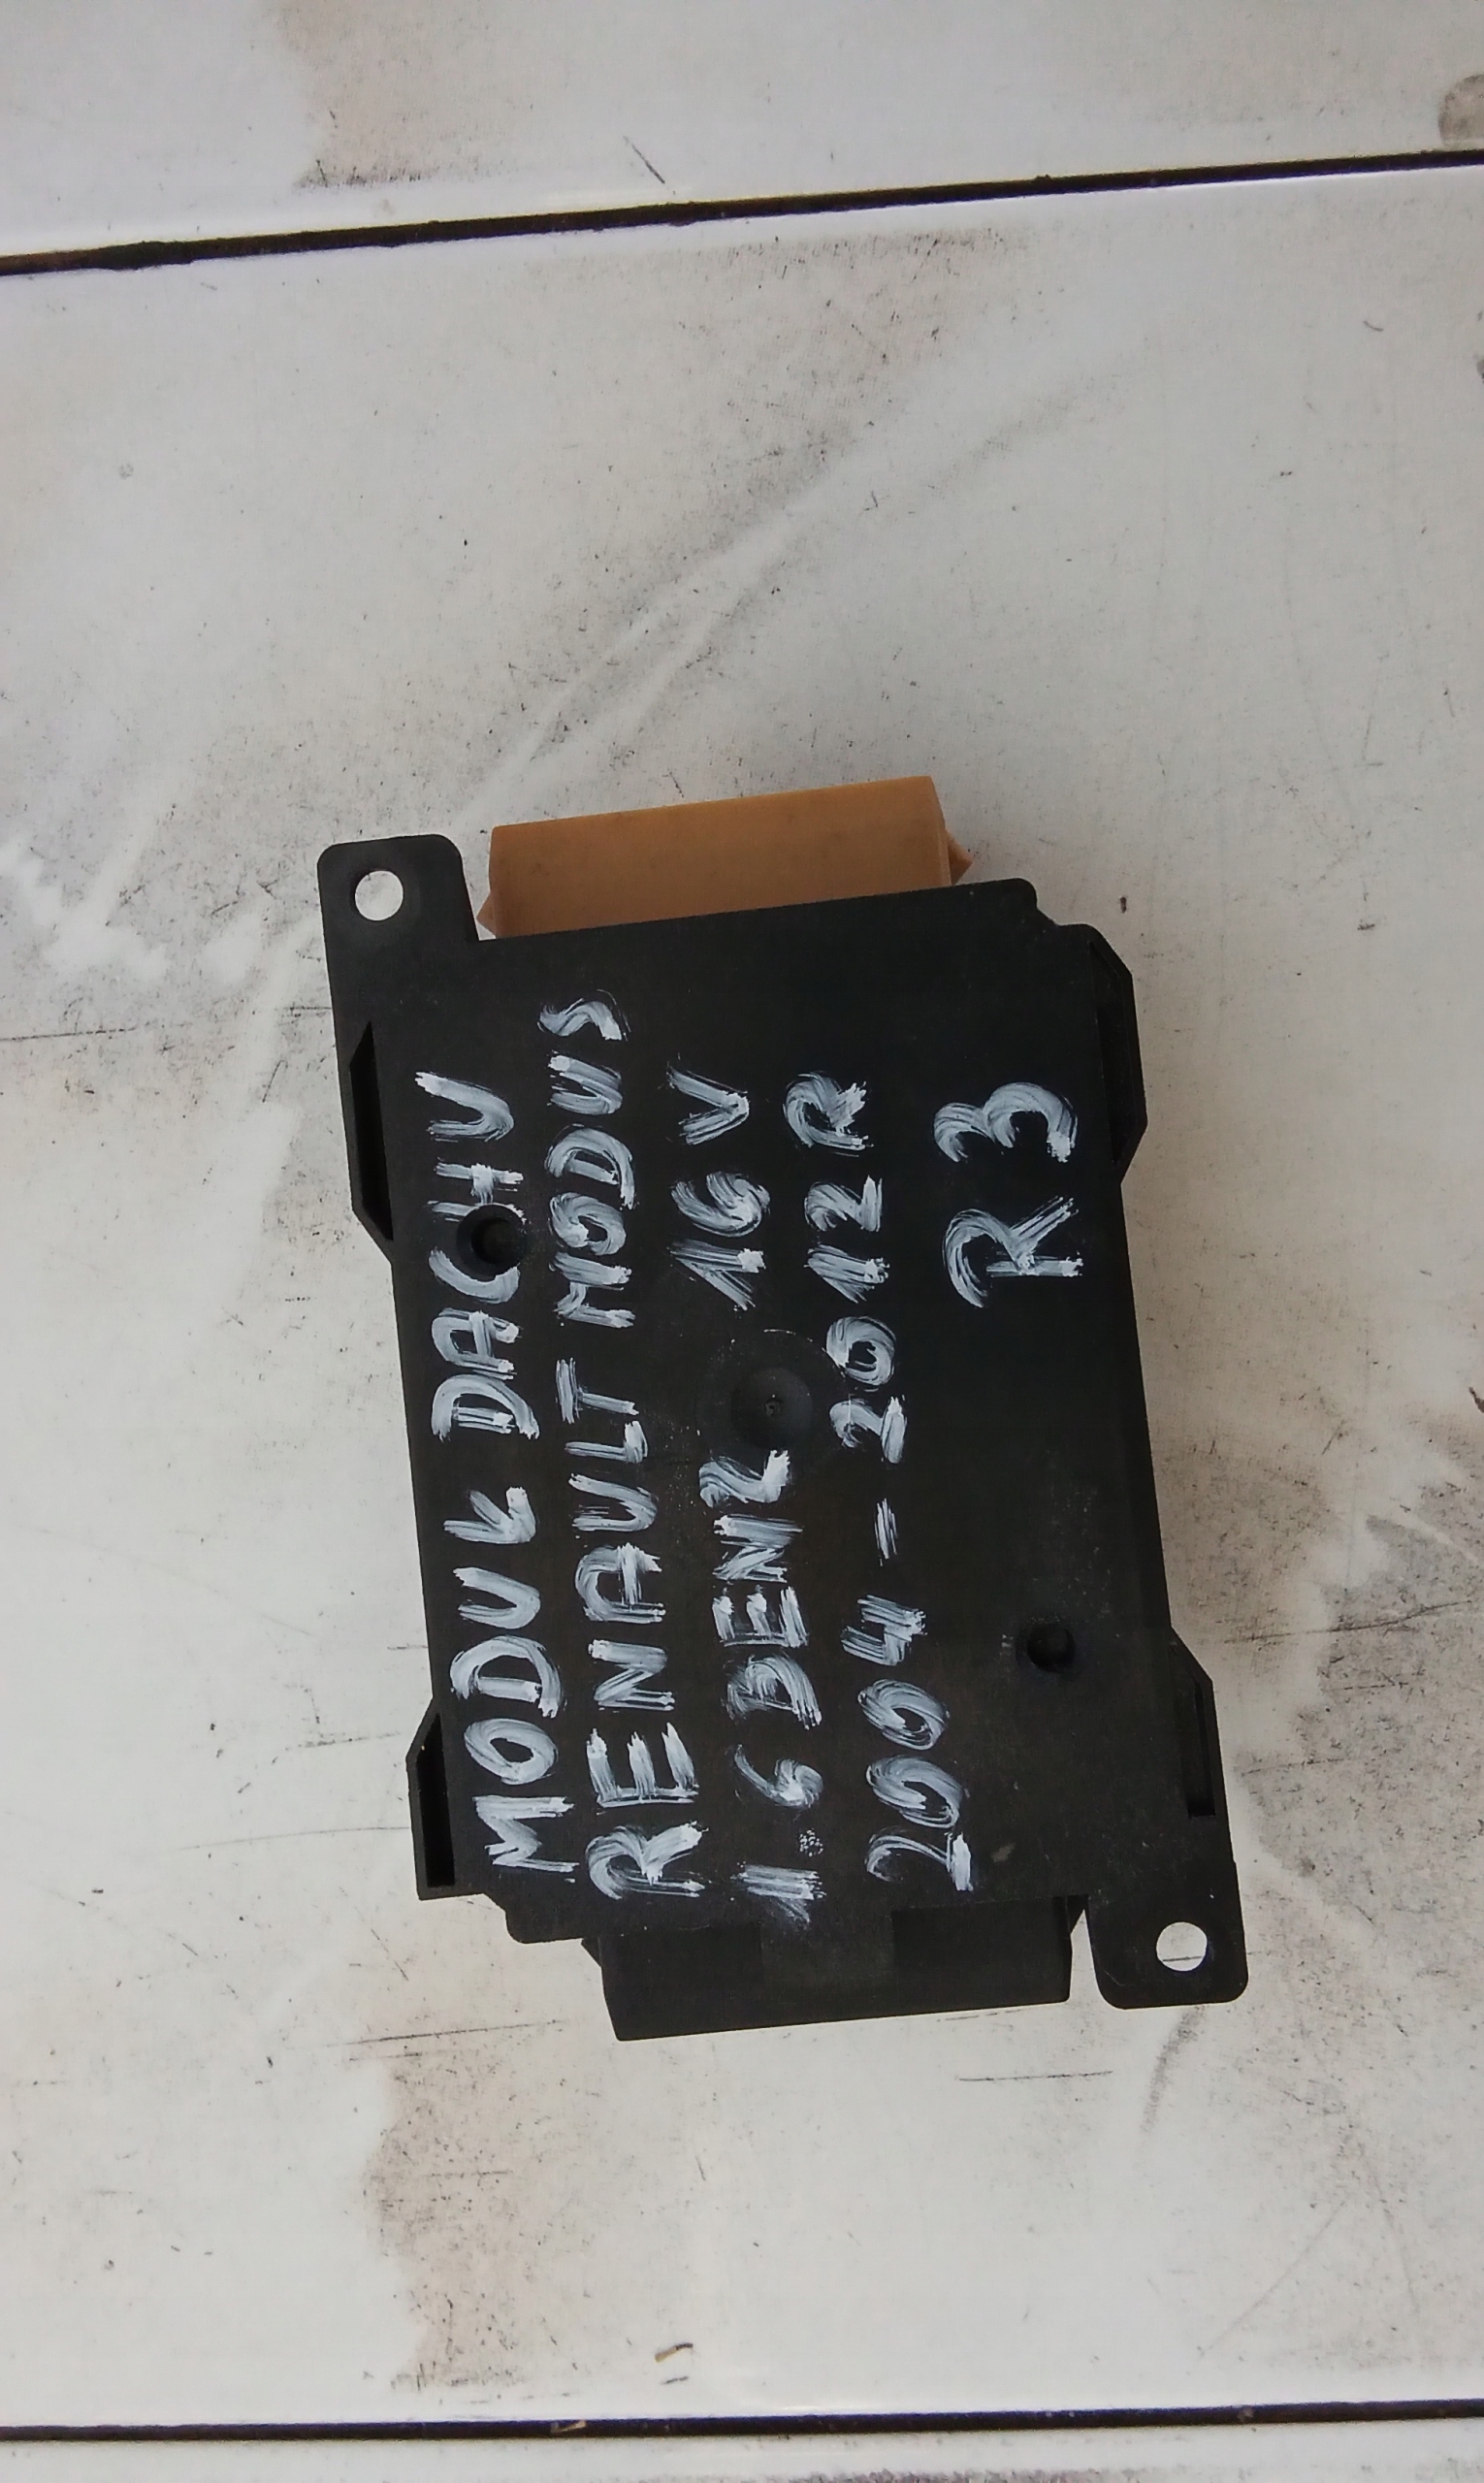 MODUŁ DACHU
RENAULT MODUS
1.6 BENZ 16V
2004 - 2012R
R3